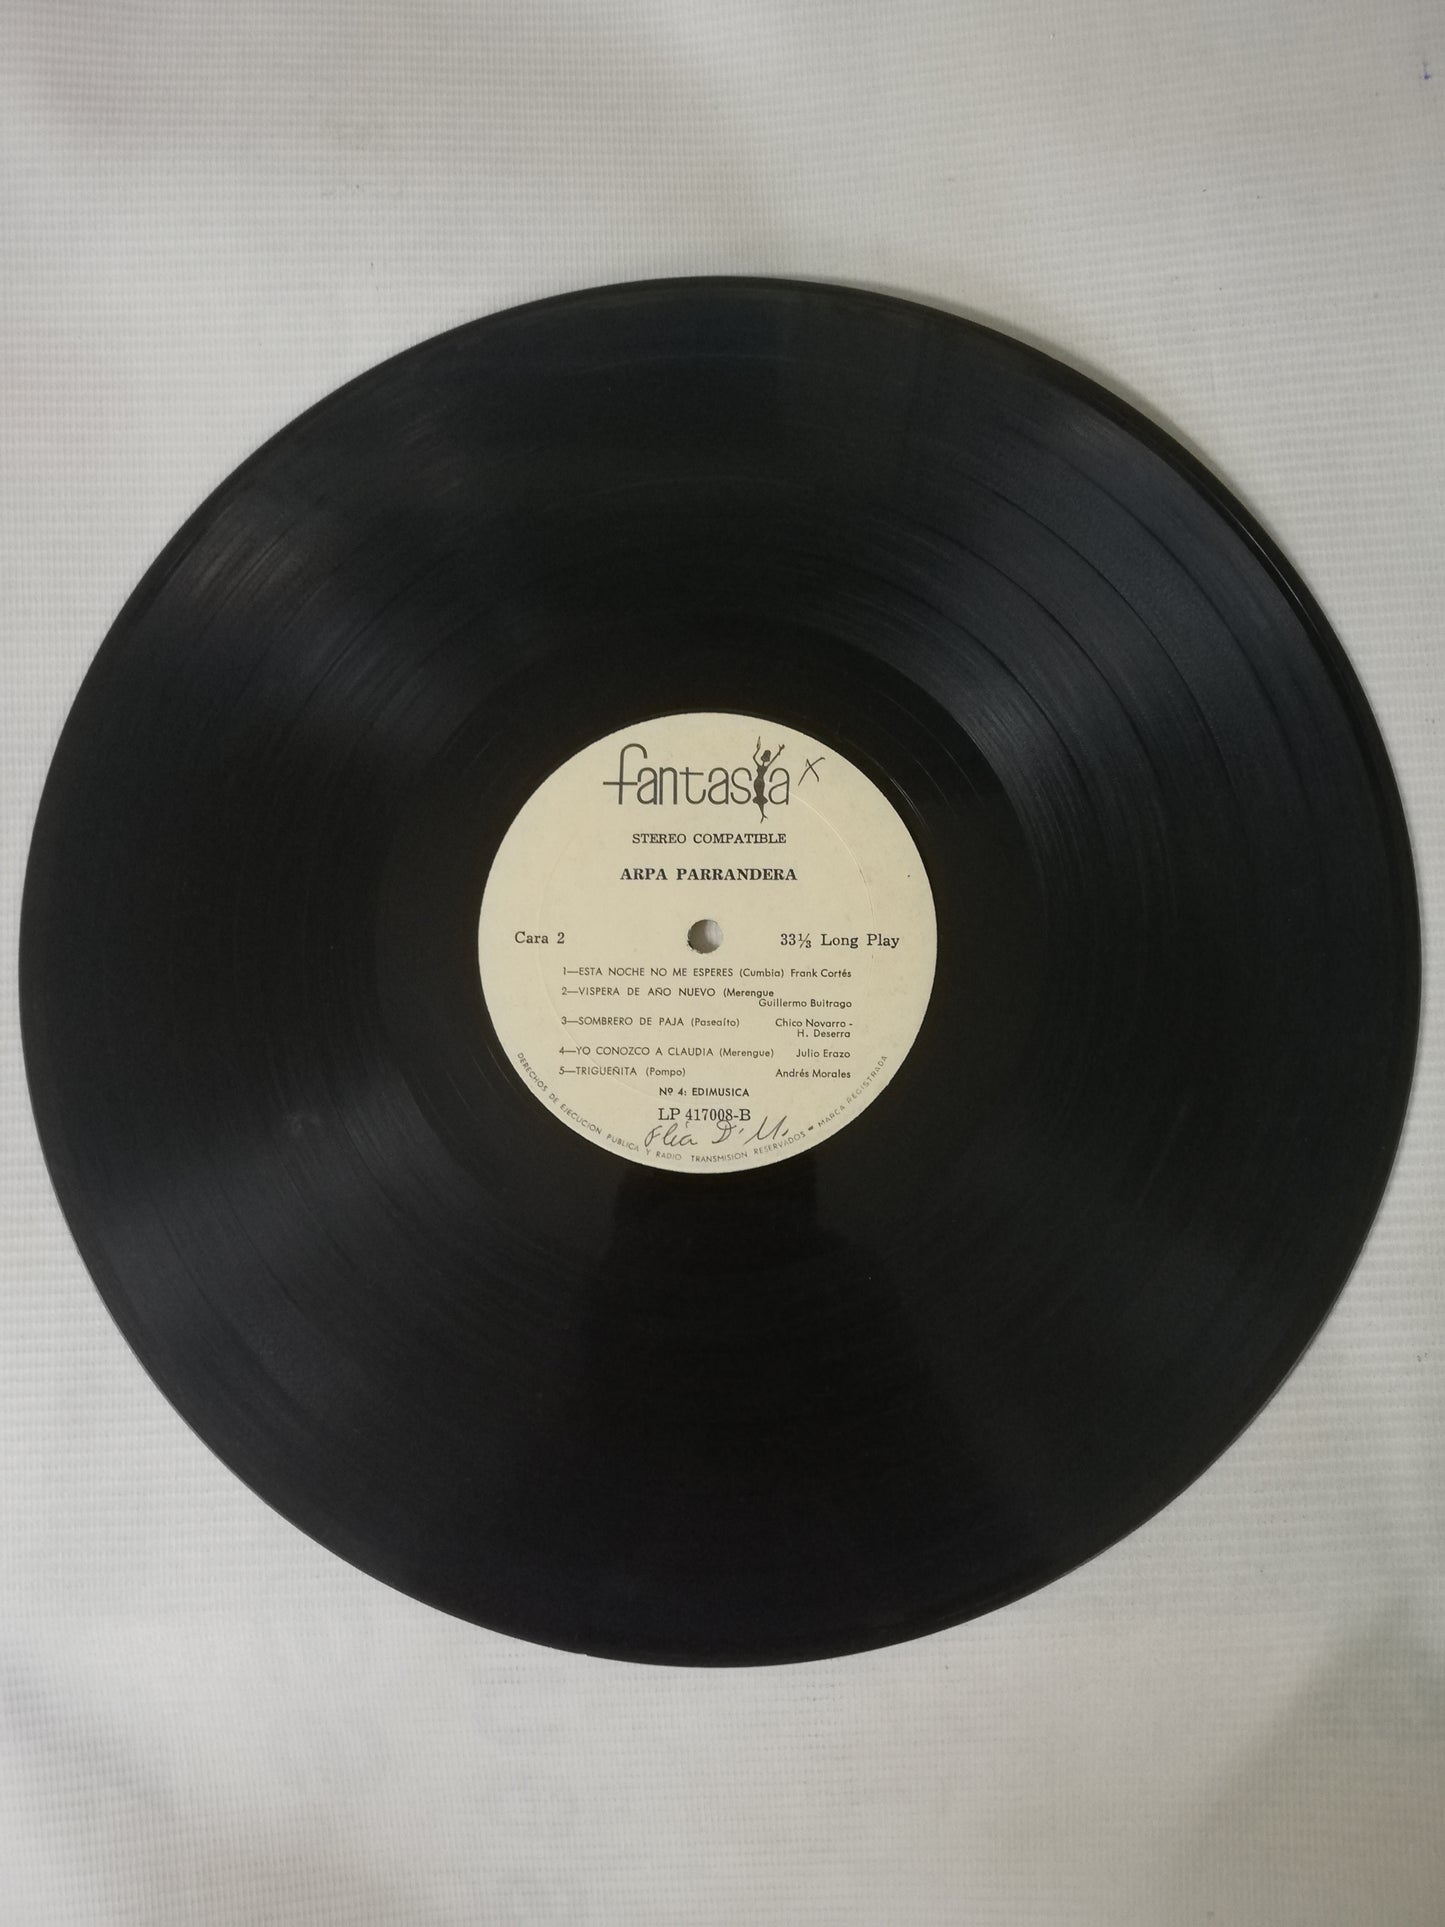 fantasia X
STEREO COMPATIBLE
ARPA PARRANDERA
Cara 2 33⅓ Long Play
1—ESTA NOCHE NO ME ESPERES (Cumbia) Frank Cortés
2—VISPERA DE AÑO NUEVO (Merengue
Guillermo Buitrago
3—SOMBRERO DE PAJA (Paseaíto) Chico Novarro -
H. Deserra
4—YO CONOZCO A CLAUDIA (Merengue) Julio Erazo
5—TRIGUEÑITA (Pompo) Andrés Morales
Nº 4: EDIMUSICA
LP 417008-B
DERECHOS DE EJECUCION PUBLICA Y RADIO TRANSMISION RESERVADOS - MARCA REGISTRADA